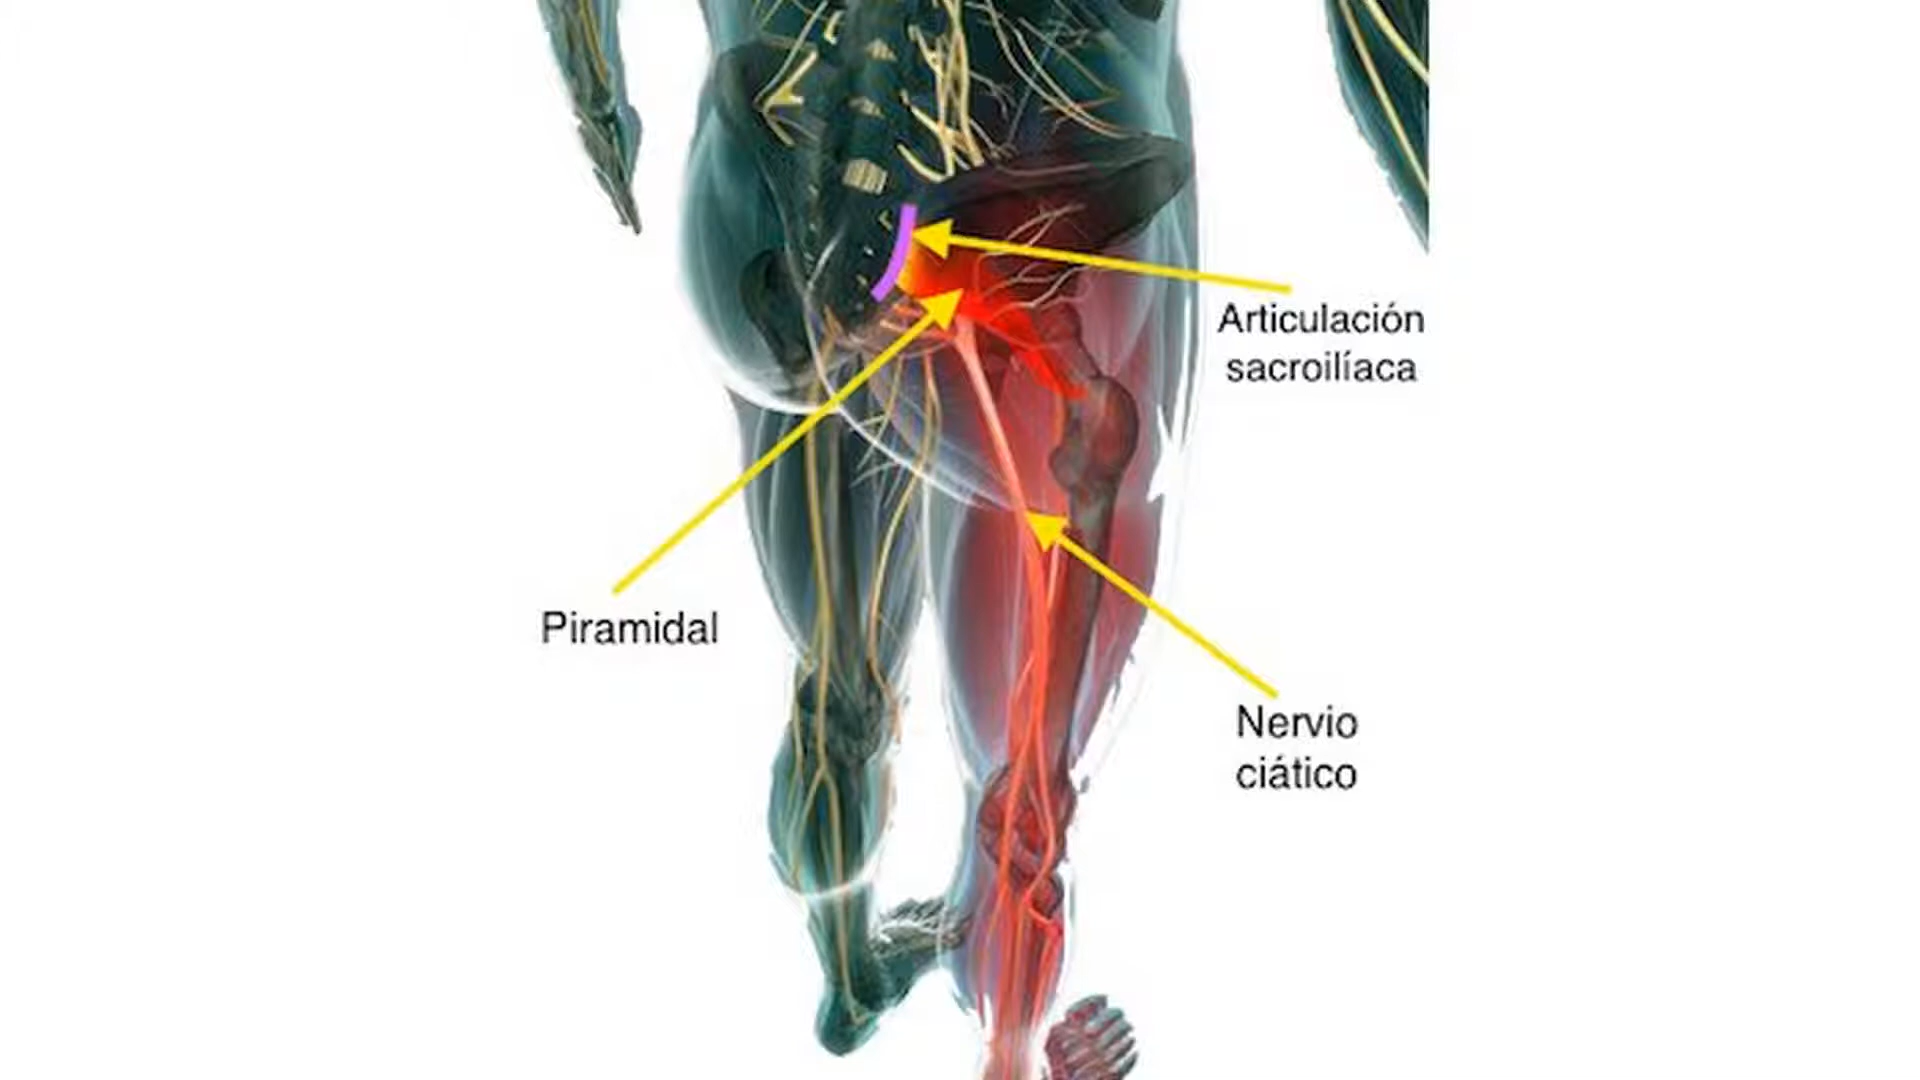 Articulación
sacroilíaca
Piramidal
Nervio
ciático